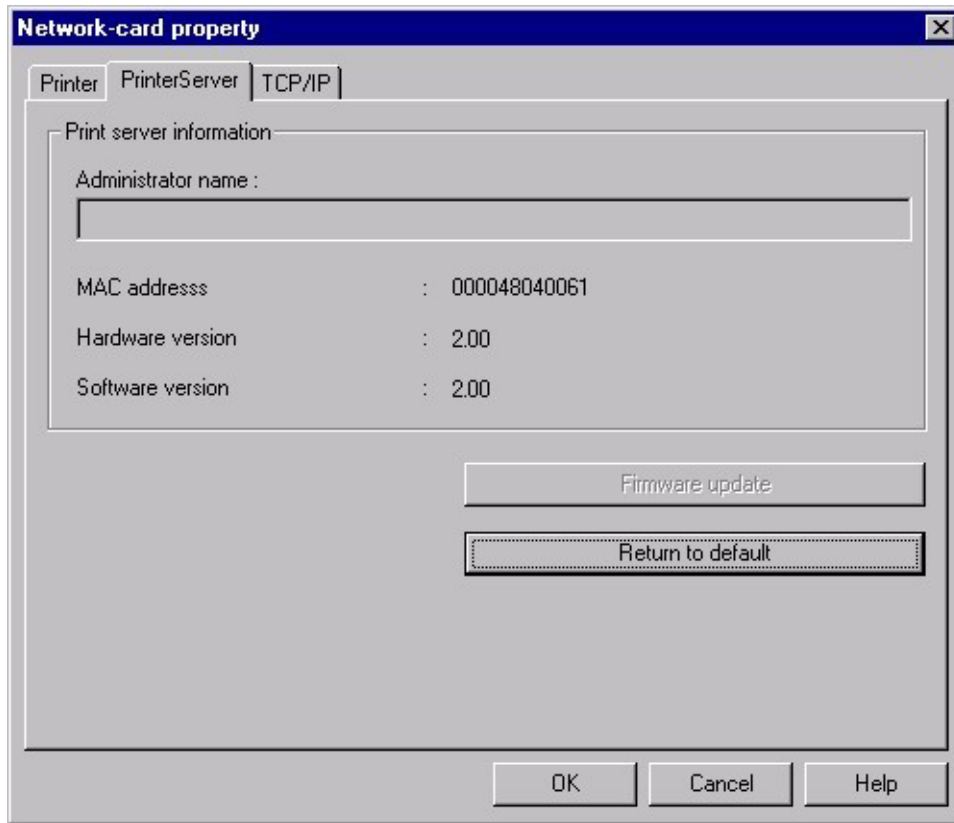 Network-card property
Printer PrinterServer TCP/IP
Print server information
Administrator name :
MAC addresss : 000048040061
Hardware version : 2.00
Software version : 2.00
Firmware update
Return to default
OK Cancel Help